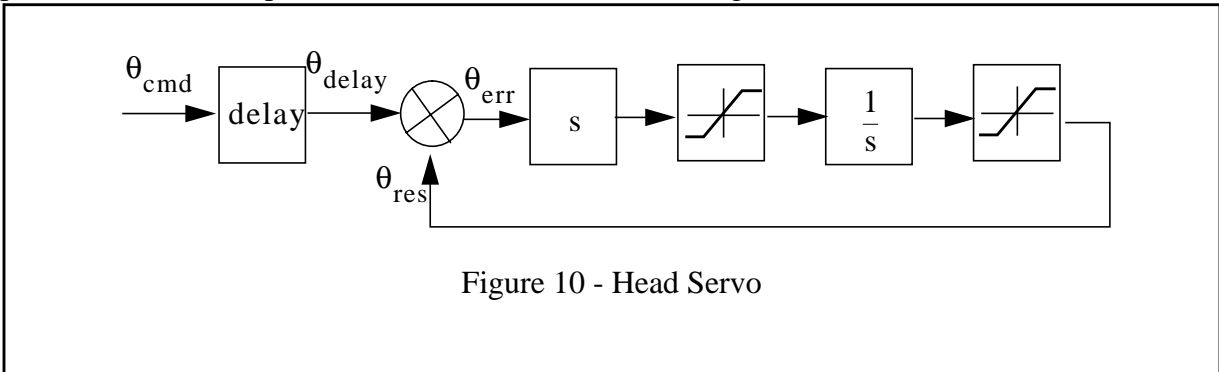 θcmd
delay
θdelay
θerr
θres
s
1
s
Figure 10 - Head Servo